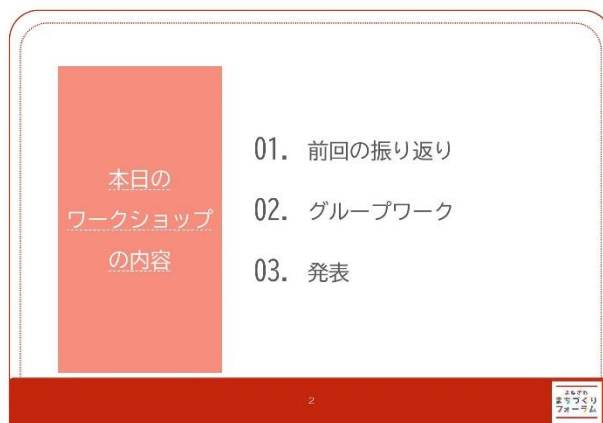 本日の
ワークショップ
の内容
01. 前回の振り返り
02. グループワーク
03. 発表
2
まちづくり
フォーラム